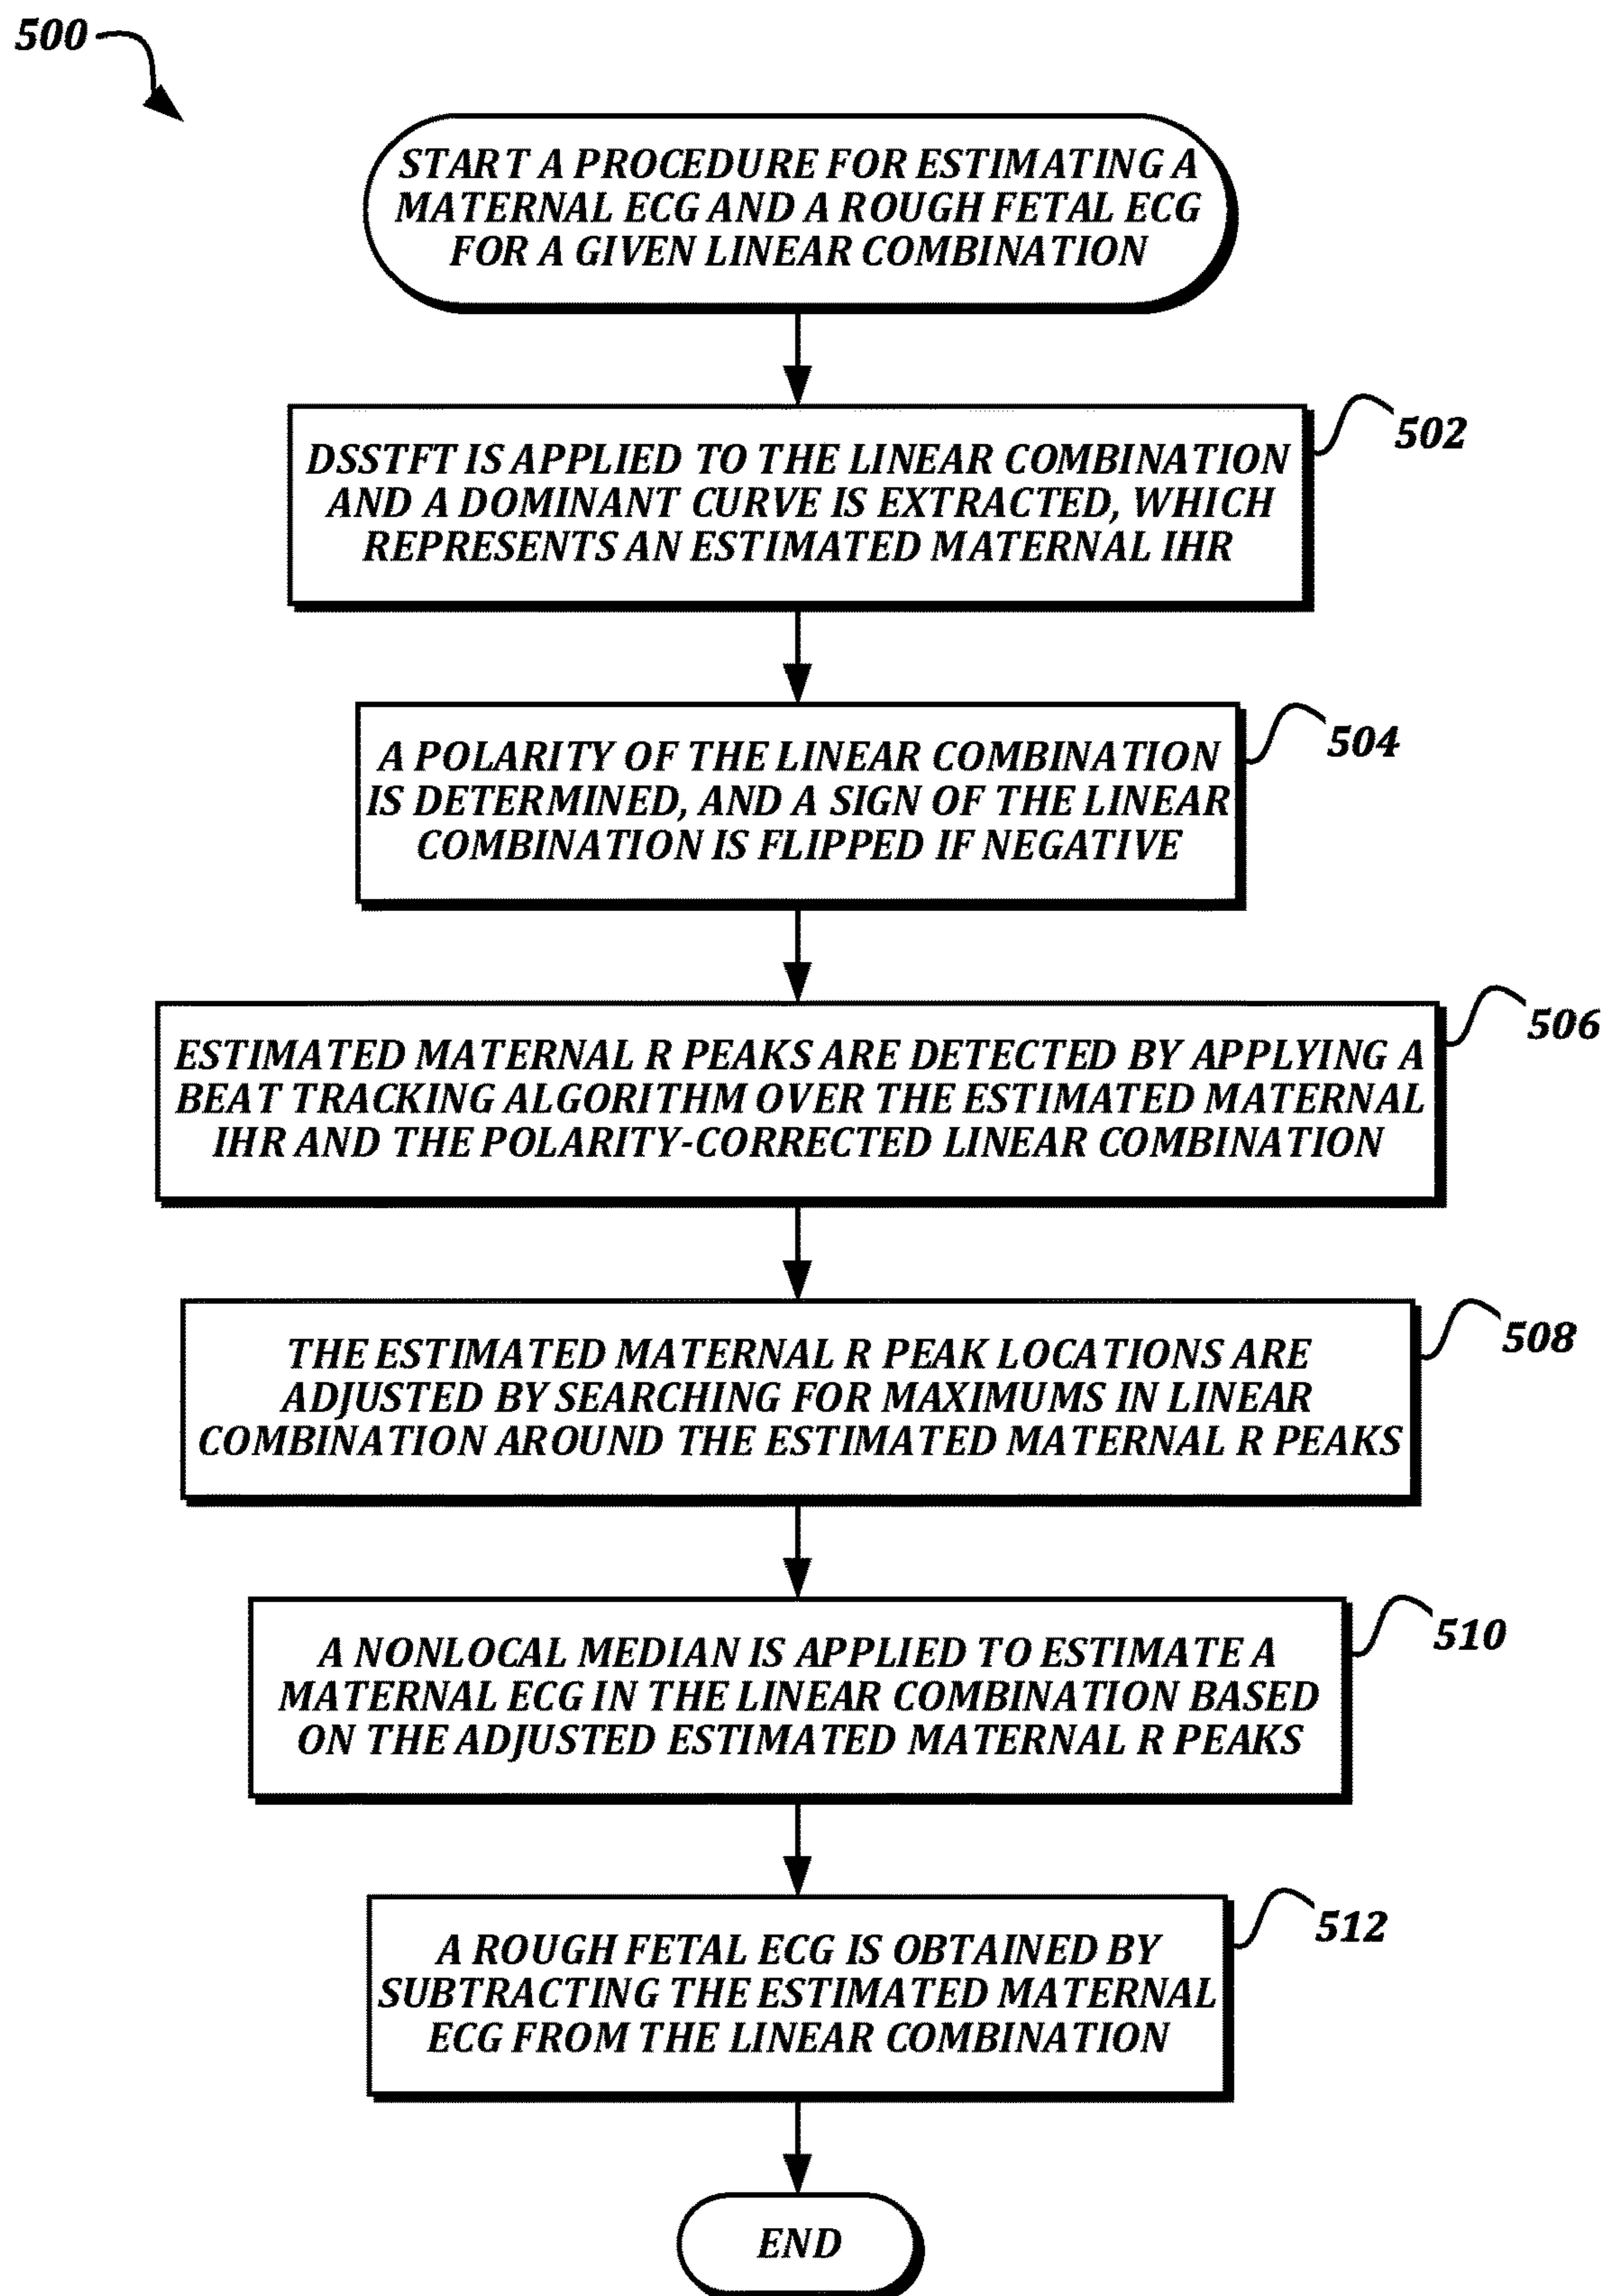 500
START A PROCEDURE FOR ESTIMATING A
MATERNAL ECG AND A ROUGH FETAL ECG
FOR A GIVEN LINEAR COMBINATION
502
DSSTFT IS APPLIED TO THE LINEAR COMBINATION
AND A DOMINANT CURVE IS EXTRACTED, WHICH
REPRESENTS AN ESTIMATED MATERNAL IHR
504
A POLARITY OF THE LINEAR COMBINATION
IS DETERMINED, AND A SIGN OF THE LINEAR
COMBINATION IS FLIPPED IF NEGATIVE
506
ESTIMATED MATERNAL R PEAKS ARE DETECTED BY APPLYING A
BEAT TRACKING ALGORITHM OVER THE ESTIMATED MATERNAL
IHR AND THE POLARITY-CORRECTED LINEAR COMBINATION
508
THE ESTIMATED MATERNAL R PEAK LOCATIONS ARE
ADJUSTED BY SEARCHING FOR MAXIMUMS IN LINEAR
COMBINATION AROUND THE ESTIMATED MATERNAL R PEAKS
510
A NONLOCAL MEDIAN IS APPLIED TO ESTIMATE A
MATERNAL ECG IN THE LINEAR COMBINATION BASED
ON THE ADJUSTED ESTIMATED MATERNAL R PEAKS
512
A ROUGH FETAL ECG IS OBTAINED BY
SUBTRACTING THE ESTIMATED MATERNAL
ECG FROM THE LINEAR COMBINATION
END